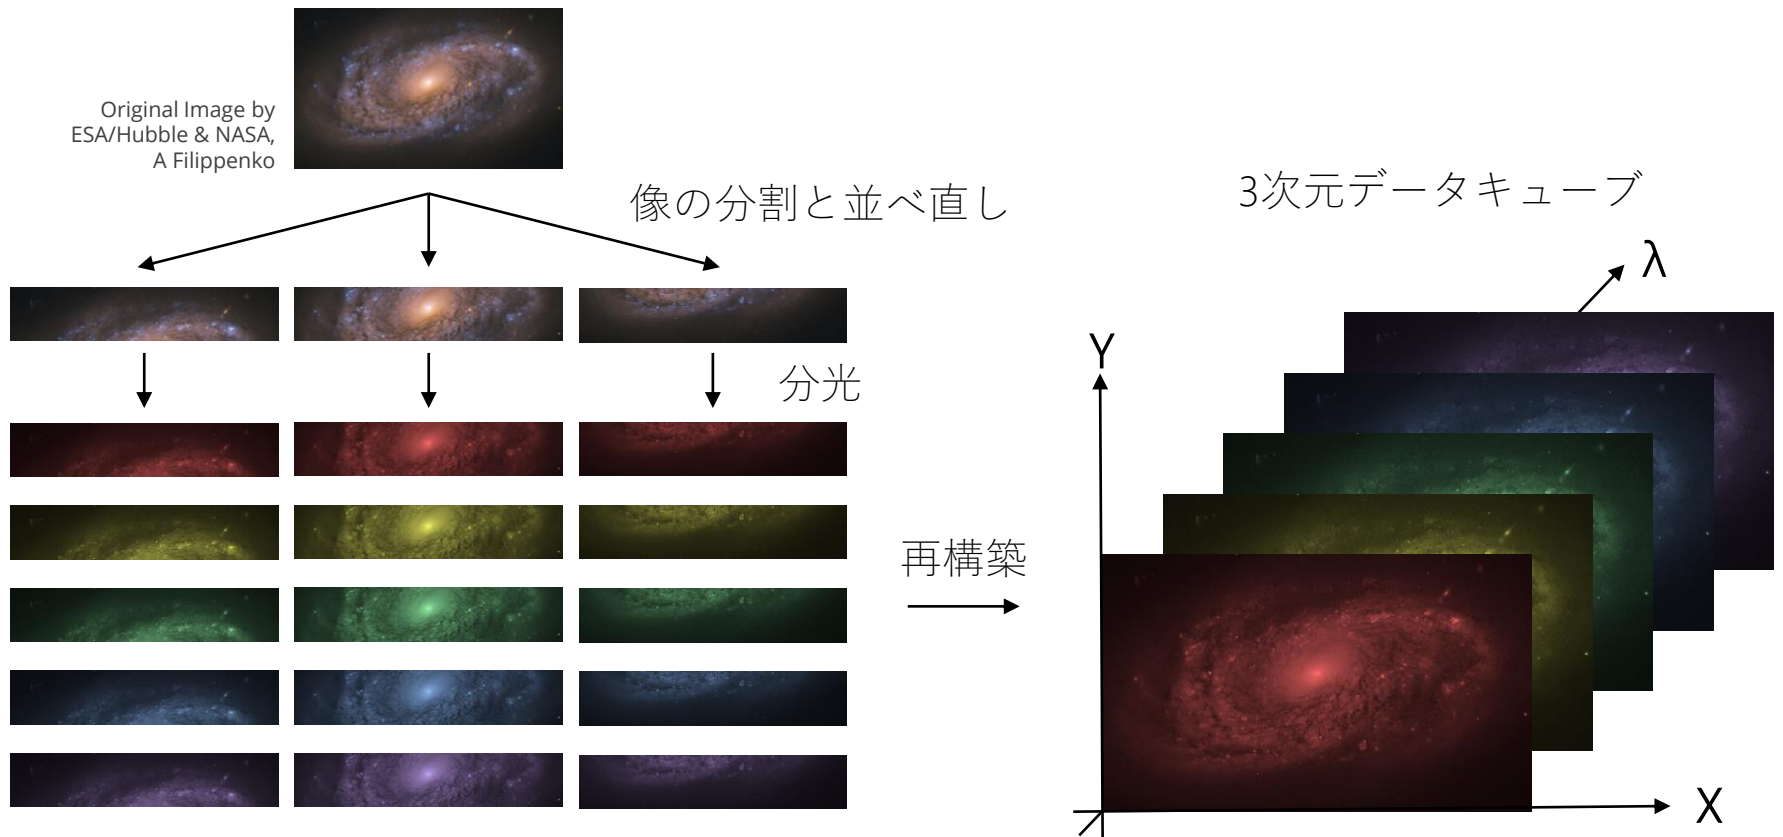 Original Image by
ESA/Hubble & NASA,
A Filippenko
像の分割と並べ直し
分光
再構築
3次元データキューブ
λ
Y
X